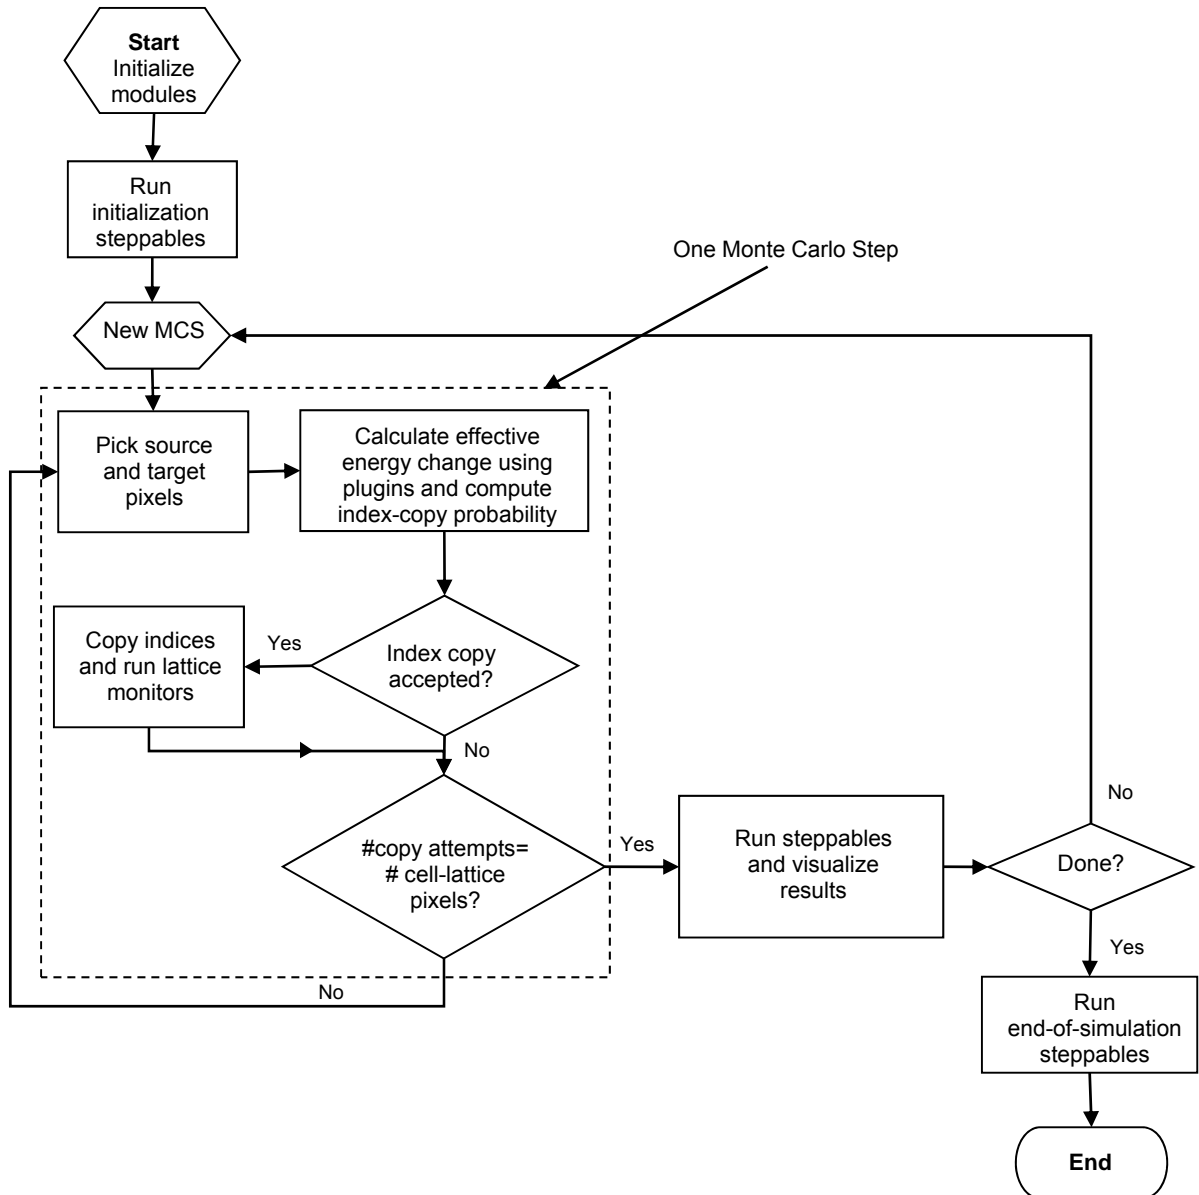 Start
Initialize
modules
Run
initialization
steppables
One Monte Carlo Step
New MCS
Pick source
and target
pixels
Calculate effective
energy change using
plugins and compute
index-copy probability
Copy indices
and run lattice
monitors
Yes
Index copy
accepted?
No
#copy attempts=
# cell-lattice
pixels?
Yes
No
Run steppables
and visualize
results
Done?
No
Yes
Run
end-of-simulation
steppables
End